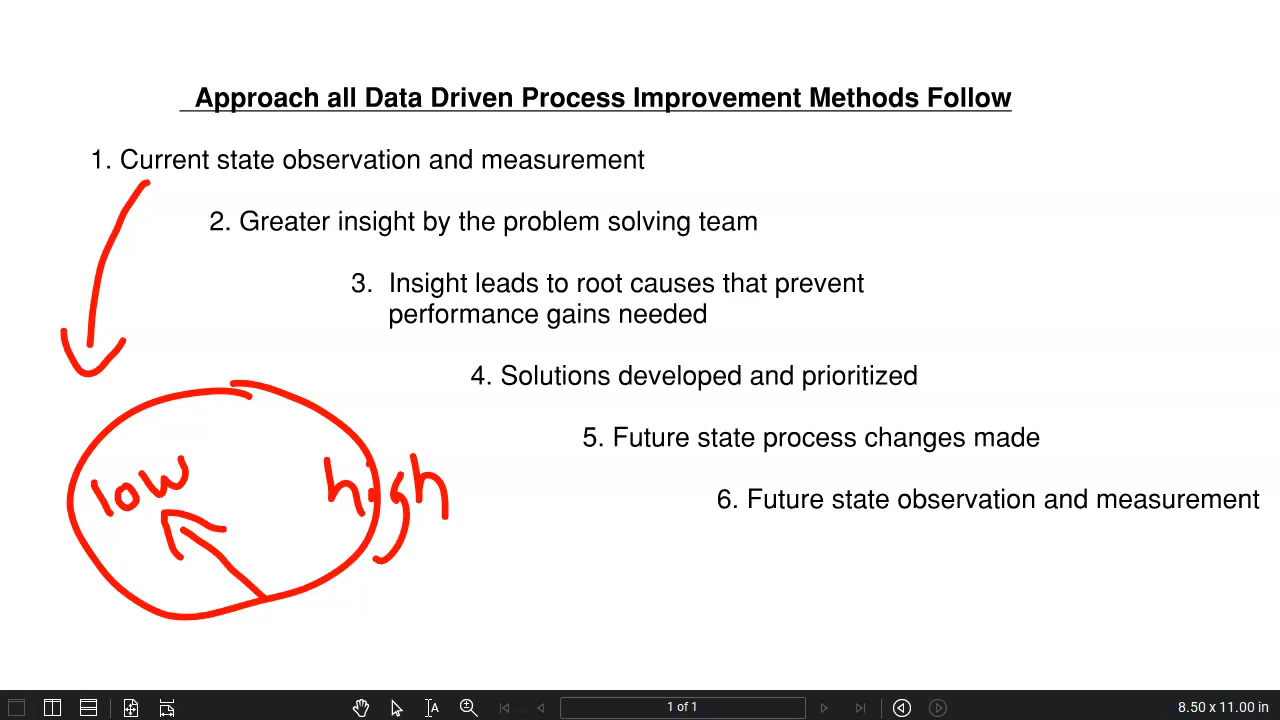 Approach all Data Driven Process Improvement Methods Follow
1. Current state observation and measurement
2. Greater insight by the problem solving team
3. Insight leads to root causes that prevent
performance gains needed
4. Solutions developed and prioritized
5. Future state process changes made
low high
6. Future state observation and measurement
1 of 1
8.50 x 11.00 in